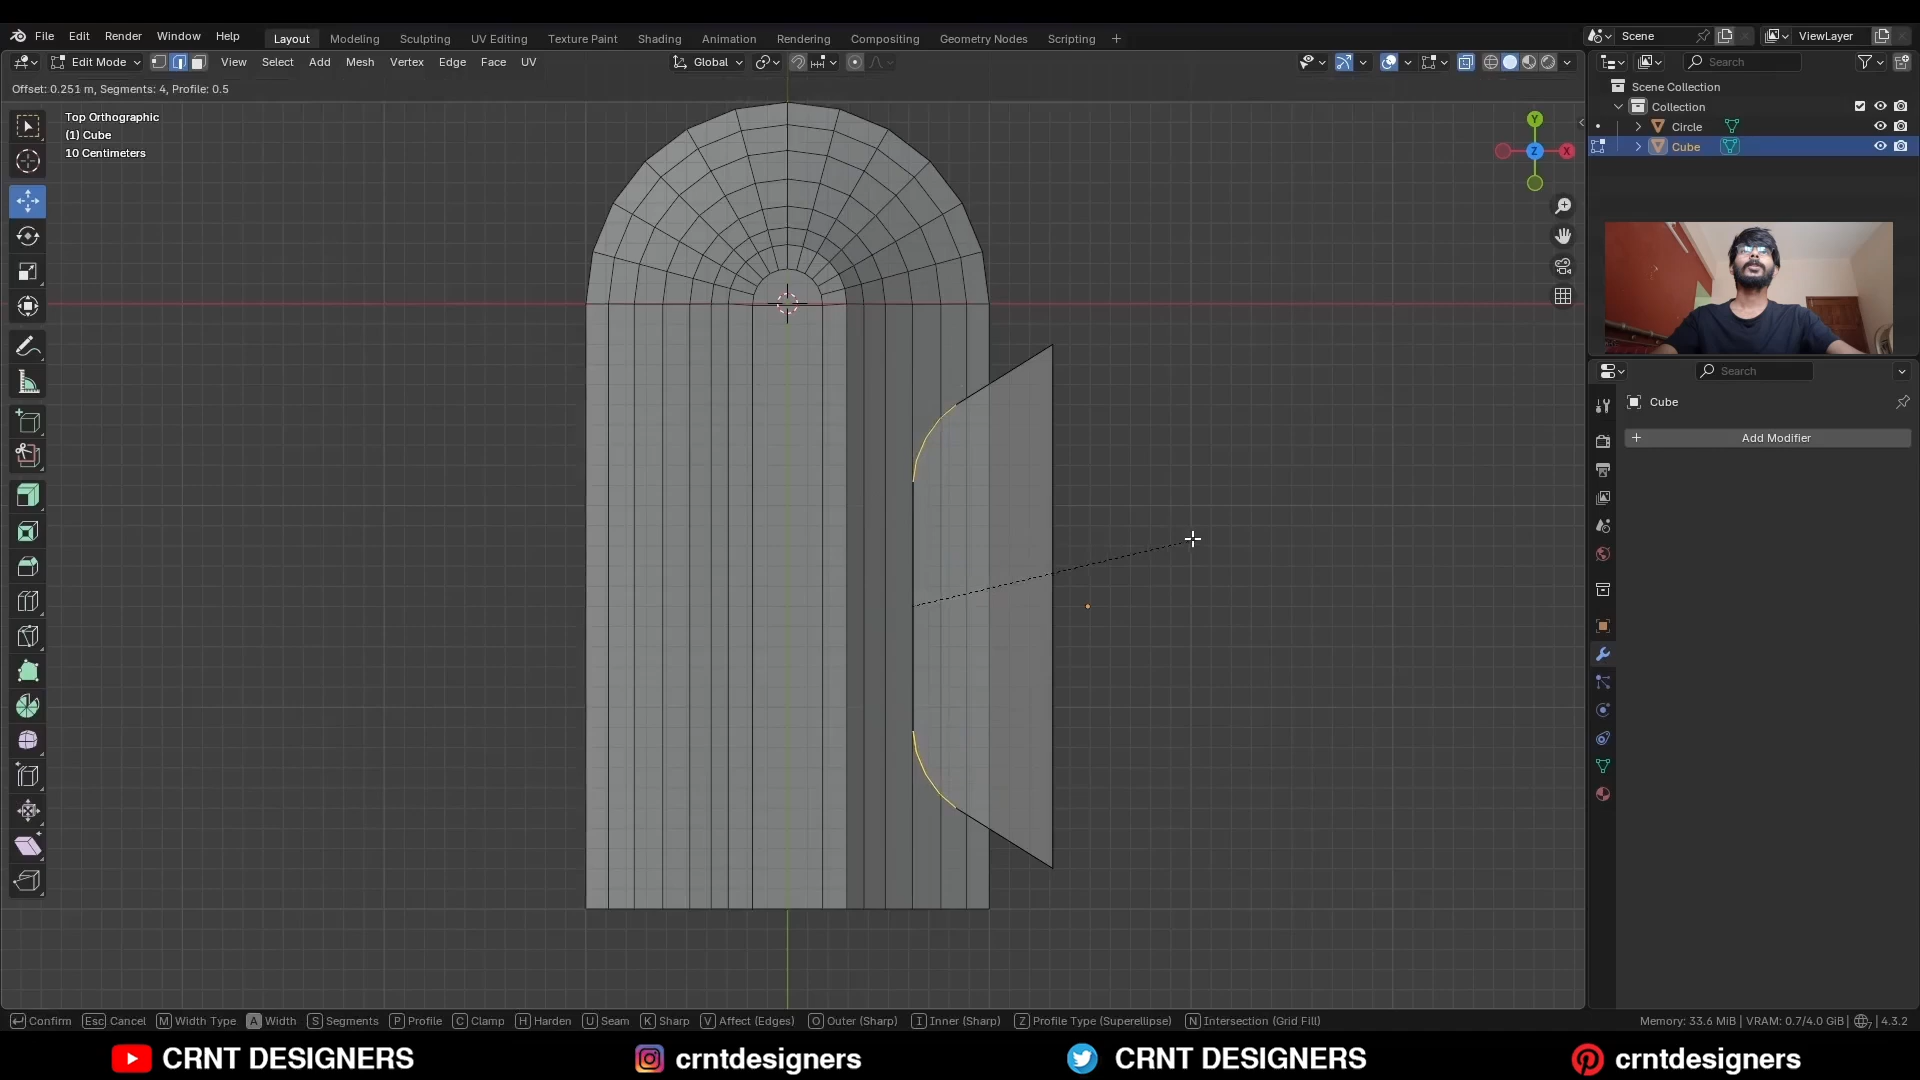 File Edit Render Window Help Layout Modeling Sculpting UV Editing Texture Paint Shading Animation Rendering Compositing Geometry Nodes Scripting + Scene ViewLayer
Edit Mode View Select Add Mesh Vertex Edge Face UV Global Search
Offset: 0.251 m, Segments: 4, Profile: 0.5
Scene Collection
Collection
Circle
Cube
Top Orthographic
(1) Cube
10 Centimeters
Y
Z
X
Search
Cube
+ Add Modifier
Confirm Esc Cancel M Width Type A Width S Segments P Profile C Clamp H Harden U Seam K Sharp V Affect (Edges) O Outer (Sharp) I Inner (Sharp) Z Profile Type (Superellipse) N Intersection (Grid Fill) Memory: 33.6 MiB | VRAM: 0.7/4.0 GiB | 4.3.2
CRNT DESIGNERS crntdesigners CRNT DESIGNERS crntdesigners